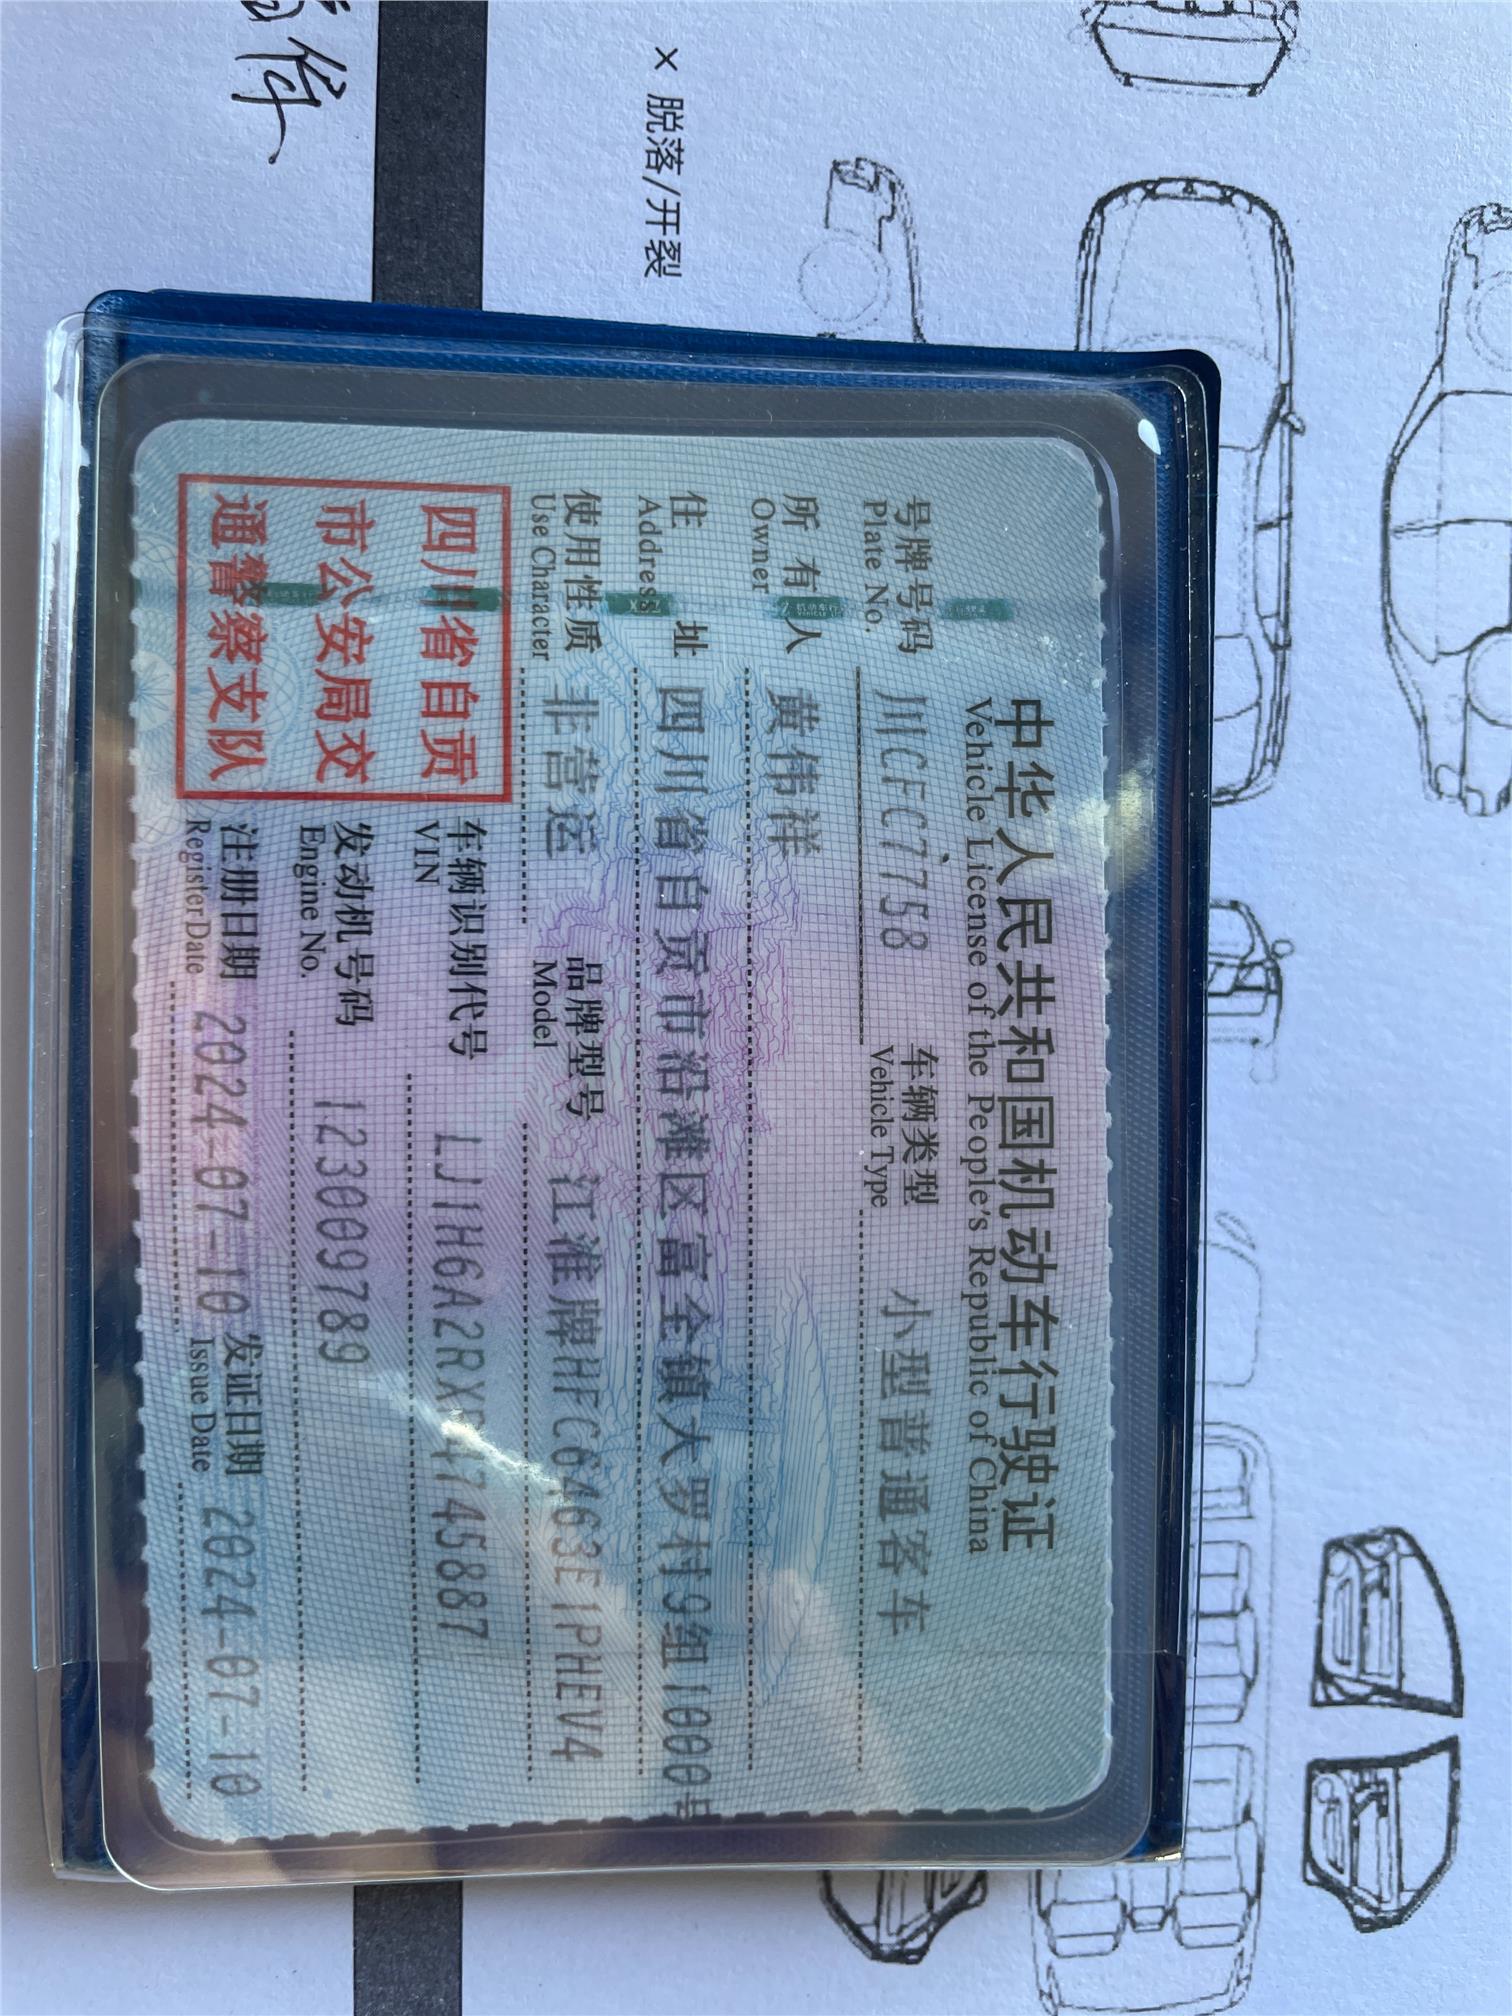 × 脱落/开裂
中华人民共和国机动车行驶证
Vehicle License of the People's Republic of China
号牌号码 川CFC7758 车辆类型 小型普通客车
Plate No. Vehicle Type
所有人 黄伟祥
Owner
住址 四川省自贡市沿滩区富全镇大罗村9组1000号
Address
使用性质 非营运 品牌型号 江淮牌HFC6463E1PHEV4
Use Character Model
四川省自贡
市公安局交
通警察支队
车辆识别代号
VIN
发动机号码 I23009789
Engine No.
注册日期 2024-07-10 发证日期 2024-07-10
Register Date Issue Date